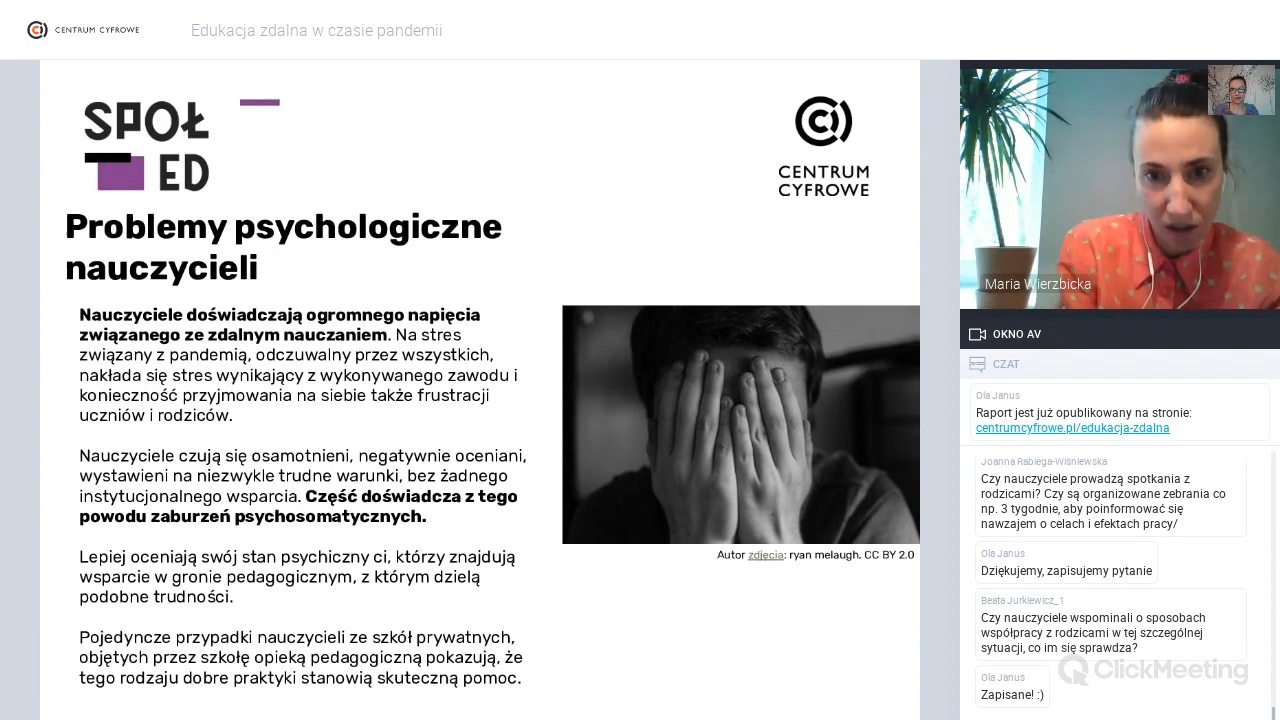 CENTRUM CYFROWE
Edukacja zdalna w czasie pandemii
SPOŁ
ED
CENTRUM
CYFROWE
Problemy psychologiczne
nauczycieli
Nauczyciele doświadczają ogromnego napięcia
związanego ze zdalnym nauczaniem. Na stres
związany z pandemią, odczuwalny przez wszystkich,
nakłada się stres wynikający z wykonywanego zawodu i
konieczność przyjmowania na siebie także frustracji
uczniów i rodziców.
Nauczyciele czują się osamotnieni, negatywnie oceniani,
wystawieni na niezwykle trudne warunki, bez żadnego
instytucjonalnego wsparcia. Część doświadcza z tego
powodu zaburzeń psychosomatycznych.
Lepiej oceniają swój stan psychiczny ci, którzy znajdują
wsparcie w gronie pedagogicznym, z którym dzielą
podobne trudności.
Pojedyncze przypadki nauczycieli ze szkół prywatnych,
objętych przez szkołę opieką pedagogiczną pokazują, że
tego rodzaju dobre praktyki stanowią skuteczną pomoc.
Autor zdjęcia: ryan melaugh, CC BY 2.0
Maria Wierzbicka
OKNO AV
CZAT
Ola Janus
Raport jest już opublikowany na stronie:
centrumcyfrowe.pl/edukacja-zdalna
Joanna Rabiega-Wiśniewska
Czy nauczyciele prowadzą spotkania z
rodzicami? Czy są organizowane zebrania co
np. 3 tygodnie, aby poinformować się
nawzajem o celach i efektach pracy/
Ola Janus
Dziękujemy, zapisujemy pytanie
Beata Jurkiewicz_1
Czy nauczyciele wspominali o sposobach
współpracy z rodzicami w tej szczególnej
sytuacji, co im się sprawdza?
Ola Janus
Zapisane! :)
ClickMeeting